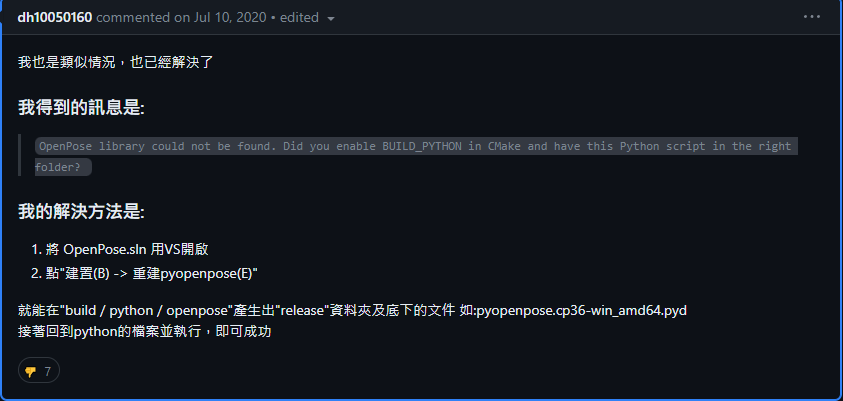 dh10050160 commented on Jul 10, 2020 • edited
我也是類似情況，也已經解決了
我得到的訊息是:
OpenPose library could not be found. Did you enable BUILD_PYTHON in CMake and have this Python script in the right
folder?
我的解決方法是:
1. 將 OpenPose.sln 用VS開啟
2. 點"建置(B) -> 重建pyopenpose(E)"
就能在"build / python / openpose"產生出"release"資料夾及底下的文件 如:pyopenpose.cp36-win_amd64.pyd
接著回到python的檔案並執行，即可成功
7